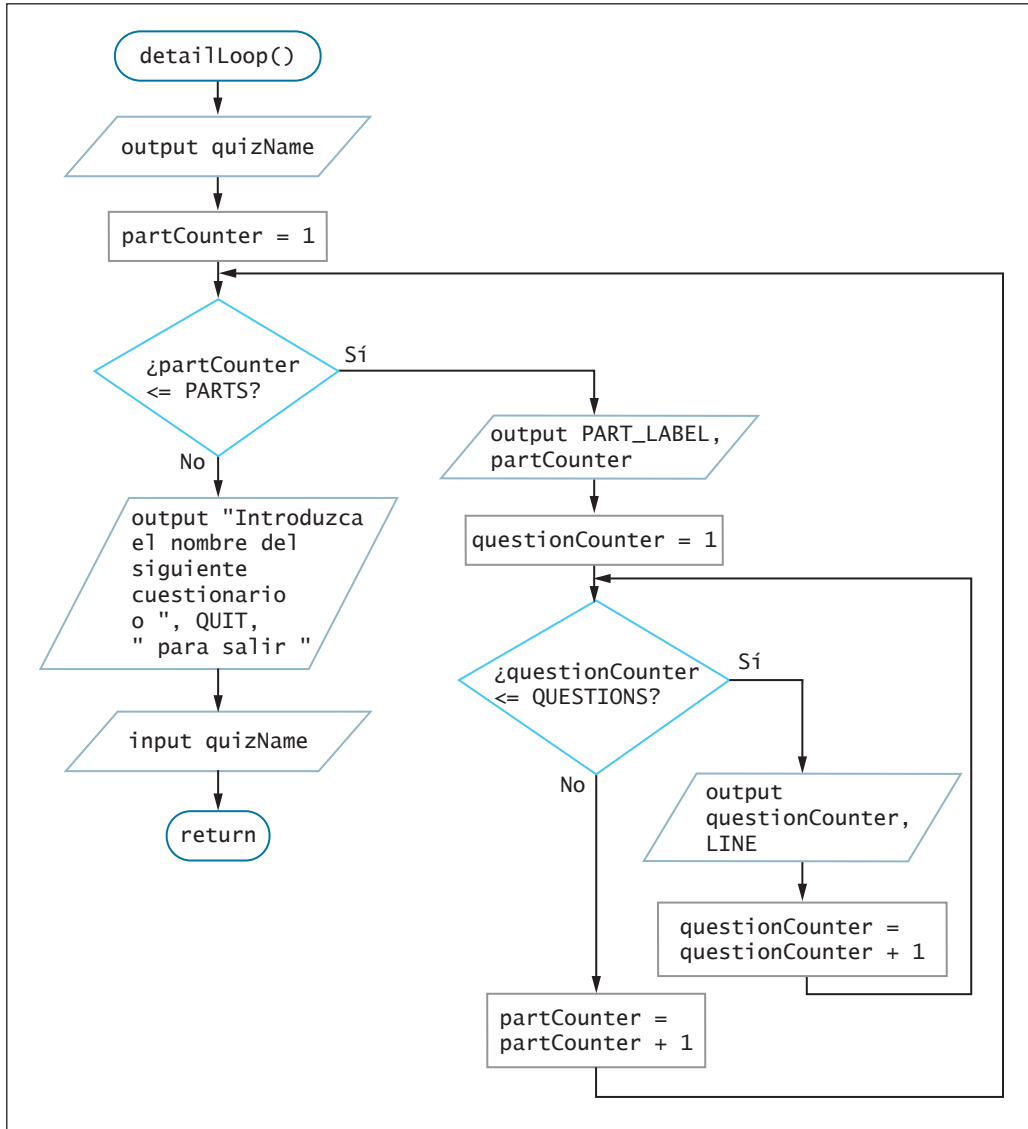 detailLoop()
output quizName
partCounter = 1
¿partCounter
<= PARTS?
Sí
No
output "Introduzca
el nombre del
siguiente
cuestionario
o ", QUIT,
" para salir "
input quizName
return
output PART_LABEL,
partCounter
questionCounter = 1
¿questionCounter
<= QUESTIONS?
Sí
No
output
questionCounter,
LINE
questionCounter =
questionCounter + 1
partCounter =
partCounter + 1